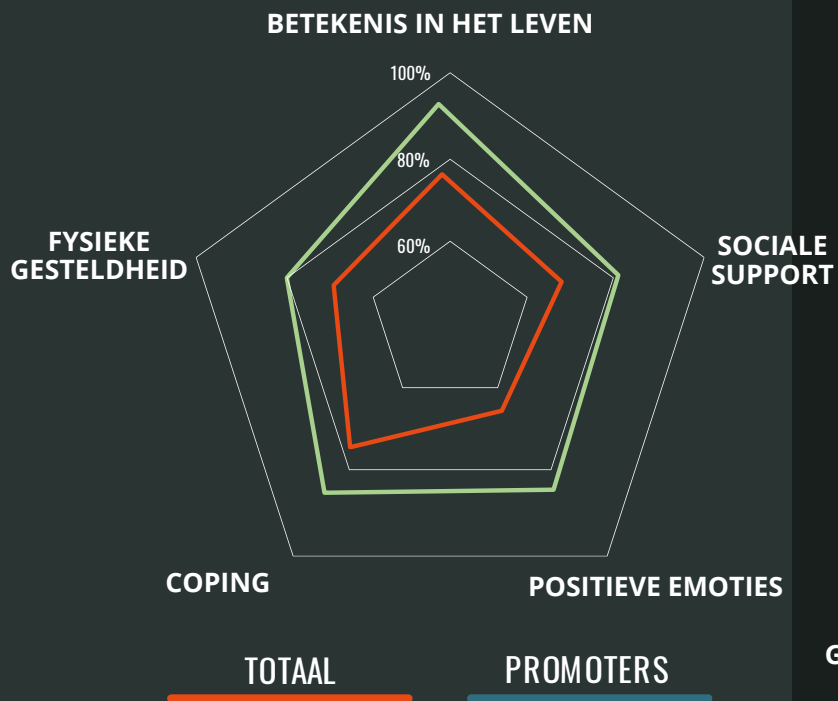 BETEKENIS IN HET LEVEN
100%
80%
60%
FYSIEKE
GESTELDHEID
SOCIALE
SUPPORT
COPING
POSITIEVE EMOTIES
TOTAAL
PROMOTERS